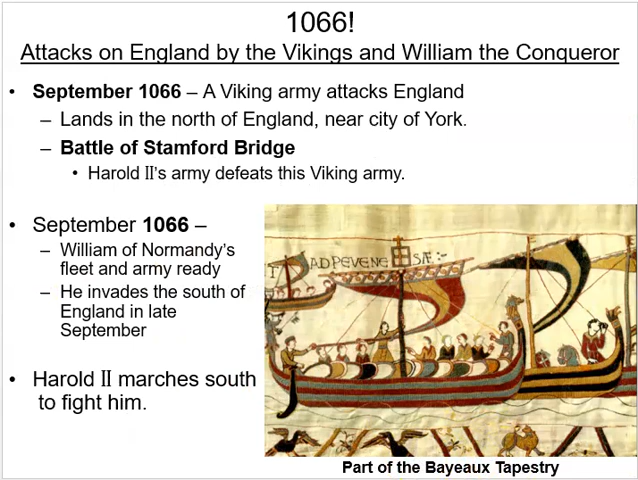 1066!
Attacks on England by the Vikings and William the Conqueror
• September 1066 – A Viking army attacks England
– Lands in the north of England, near city of York.
– Battle of Stamford Bridge
• Harold II's army defeats this Viking army.
• September 1066 –
– William of Normandy's
fleet and army ready
– He invades the south of
England in late
September
• Harold II marches south
to fight him.
T AD PEVENE SÆ:-
Part of the Bayeaux Tapestry